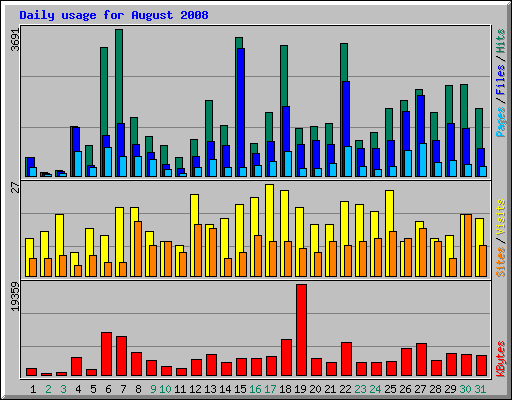 Daily usage for August 2008
3691
Pages / Files / Hits
27
Sites / Visits
19359
KBytes
1 2 3 4 5 6 7 8 9 10 11 12 13 14 15 16 17 18 19 20 21 22 23 24 25 26 27 28 29 30 31